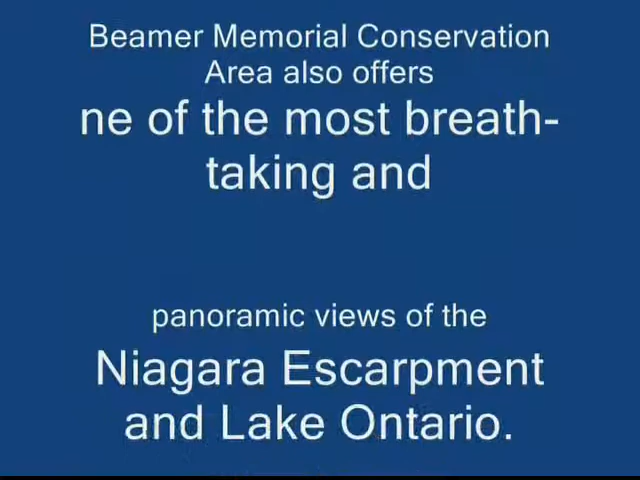 Beamer Memorial Conservation
Area also offers
ne of the most breath-
taking and
panoramic views of the
Niagara Escarpment
and Lake Ontario.